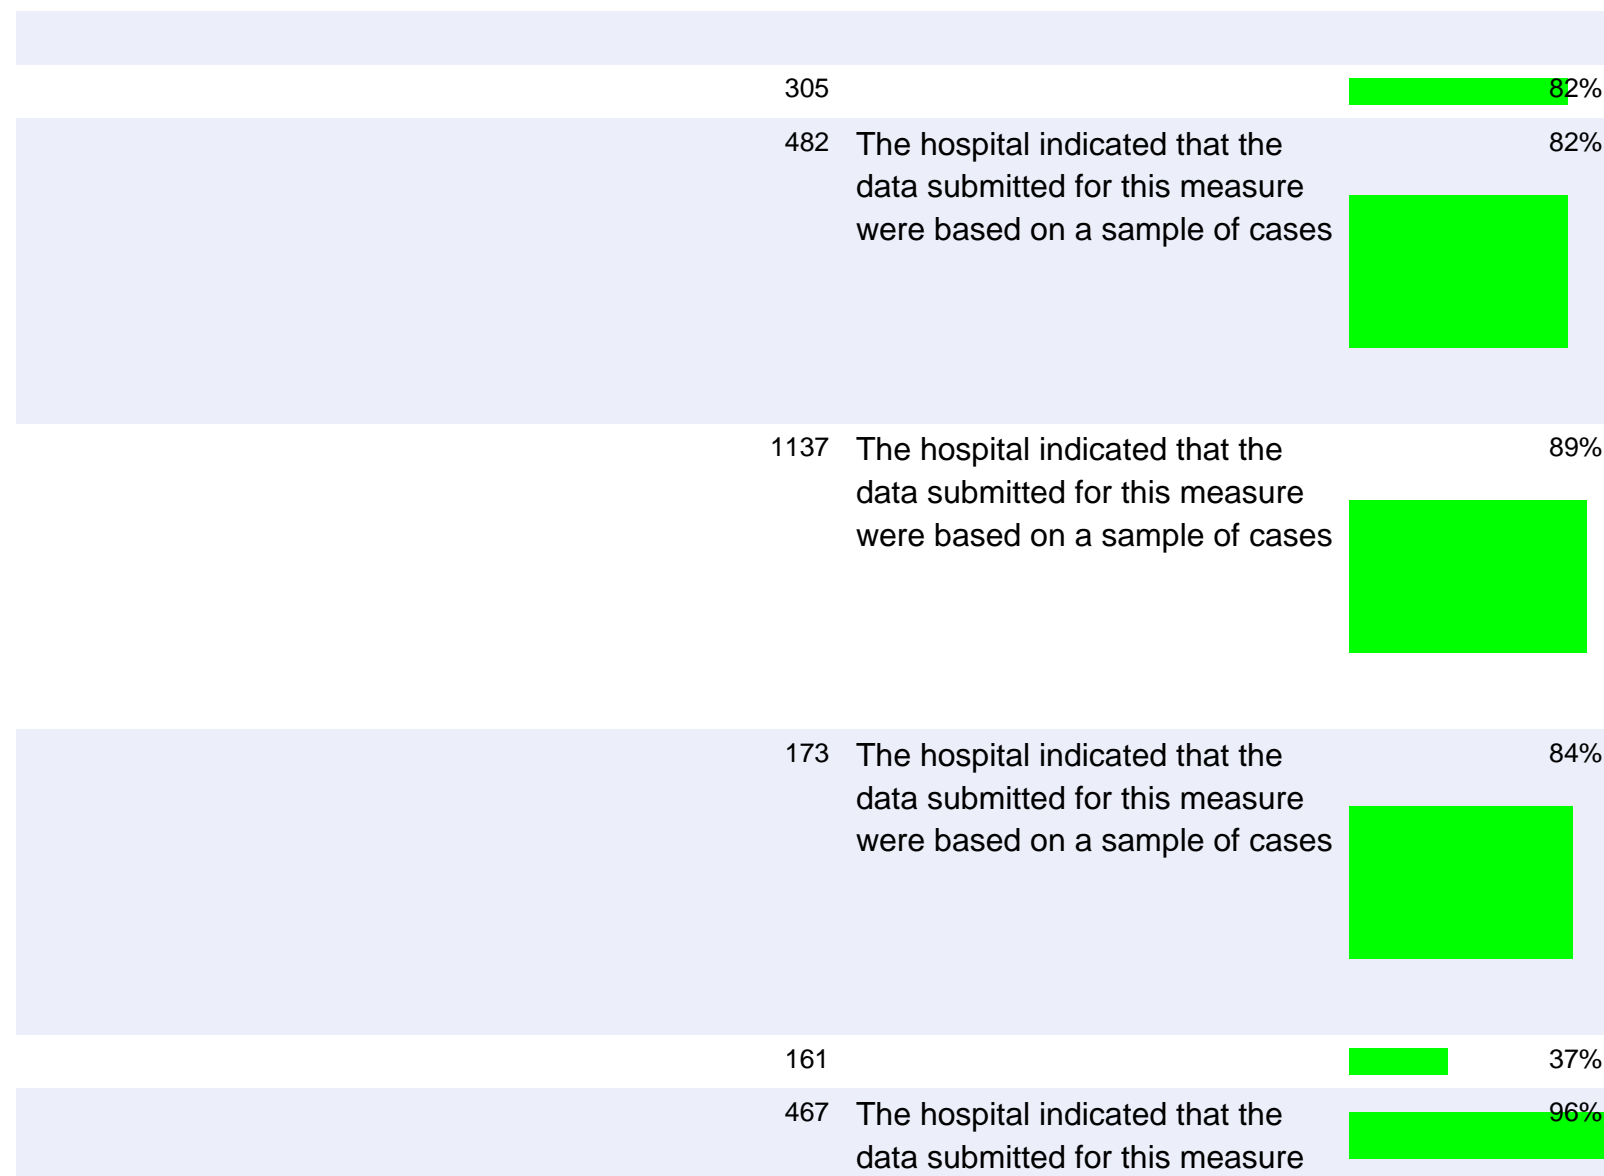 305 82%
482 The hospital indicated that the 82%
data submitted for this measure
were based on a sample of cases
1137 The hospital indicated that the 89%
data submitted for this measure
were based on a sample of cases
173 The hospital indicated that the 84%
data submitted for this measure
were based on a sample of cases
161 37%
467 The hospital indicated that the 96%
data submitted for this measure